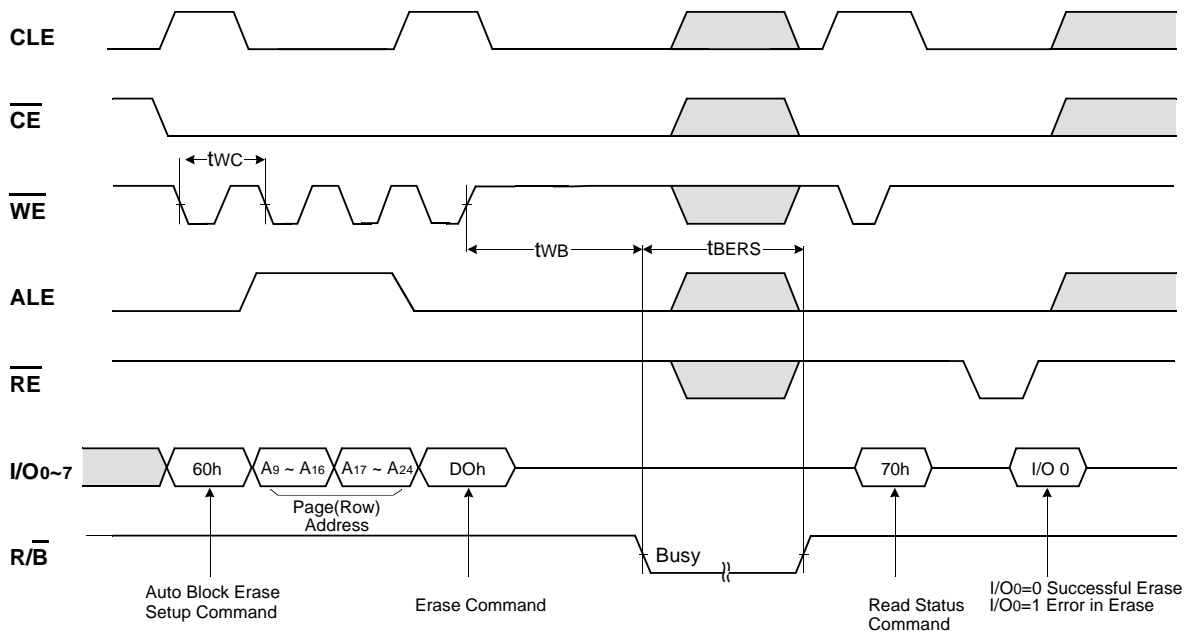 CLE
CE
tWC
WE
tWB
tBERS
ALE
RE
I/O0~7
60h
A9 ~ A16
A17 ~ A24
DOh
70h
I/O 0
Page(Row)
Address
R/B
Busy
Auto Block Erase
Setup Command
Erase Command
Read Status
Command
I/O0=0 Successful Erase
I/O0=1 Error in Erase